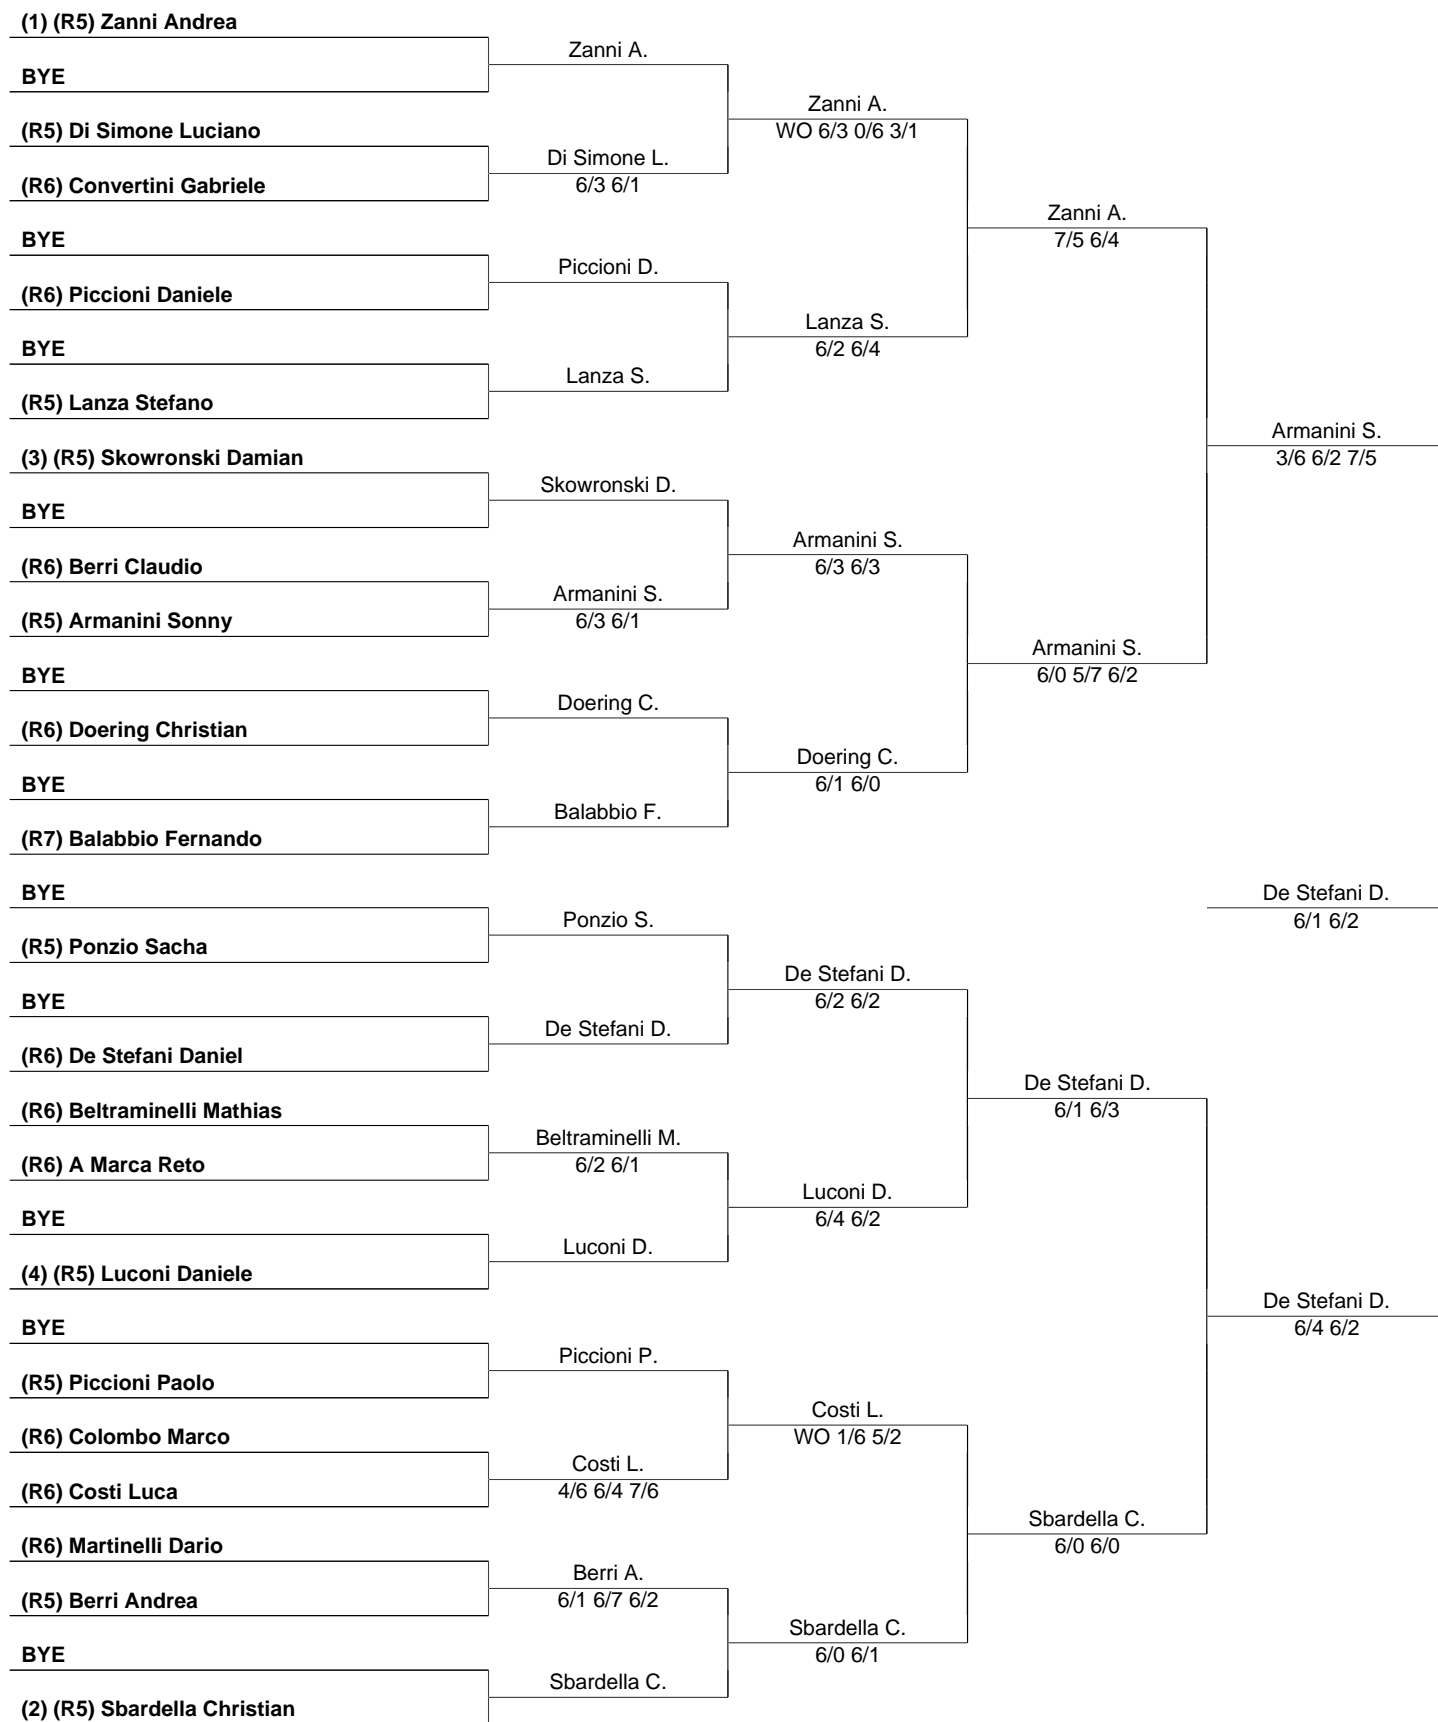 (1) (R5) Zanni Andrea
BYE
(R5) Di Simone Luciano
(R6) Convertini Gabriele
BYE
(R6) Piccioni Daniele
BYE
(R5) Lanza Stefano
(3) (R5) Skowronski Damian
BYE
(R6) Berri Claudio
(R5) Armanini Sonny
BYE
(R6) Doering Christian
BYE
(R7) Balabbio Fernando
BYE
(R5) Ponzio Sacha
BYE
(R6) De Stefani Daniel
(R6) Beltraminelli Mathias
(R6) A Marca Reto
BYE
(4) (R5) Luconi Daniele
BYE
(R5) Piccioni Paolo
(R6) Colombo Marco
(R6) Costi Luca
(R6) Martinelli Dario
(R5) Berri Andrea
BYE
(2) (R5) Sbardella Christian
Zanni A.
Di Simone L.
6/3 6/1
Piccioni D.
Lanza S.
Skowronski D.
Armanini S.
6/3 6/1
Doering C.
Balabbio F.
Ponzio S.
De Stefani D.
Beltraminelli M.
6/2 6/1
Luconi D.
Piccioni P.
Costi L.
4/6 6/4 7/6
Berri A.
6/1 6/7 6/2
Sbardella C.
Zanni A.
WO 6/3 0/6 3/1
Lanza S.
6/2 6/4
Armanini S.
6/3 6/3
Doering C.
6/1 6/0
De Stefani D.
6/2 6/2
Luconi D.
6/4 6/2
Costi L.
WO 1/6 5/2
Sbardella C.
6/0 6/1
Zanni A.
7/5 6/4
Armanini S.
6/0 5/7 6/2
De Stefani D.
6/1 6/3
Sbardella C.
6/0 6/0
Armanini S.
3/6 6/2 7/5
De Stefani D.
6/1 6/2
De Stefani D.
6/4 6/2